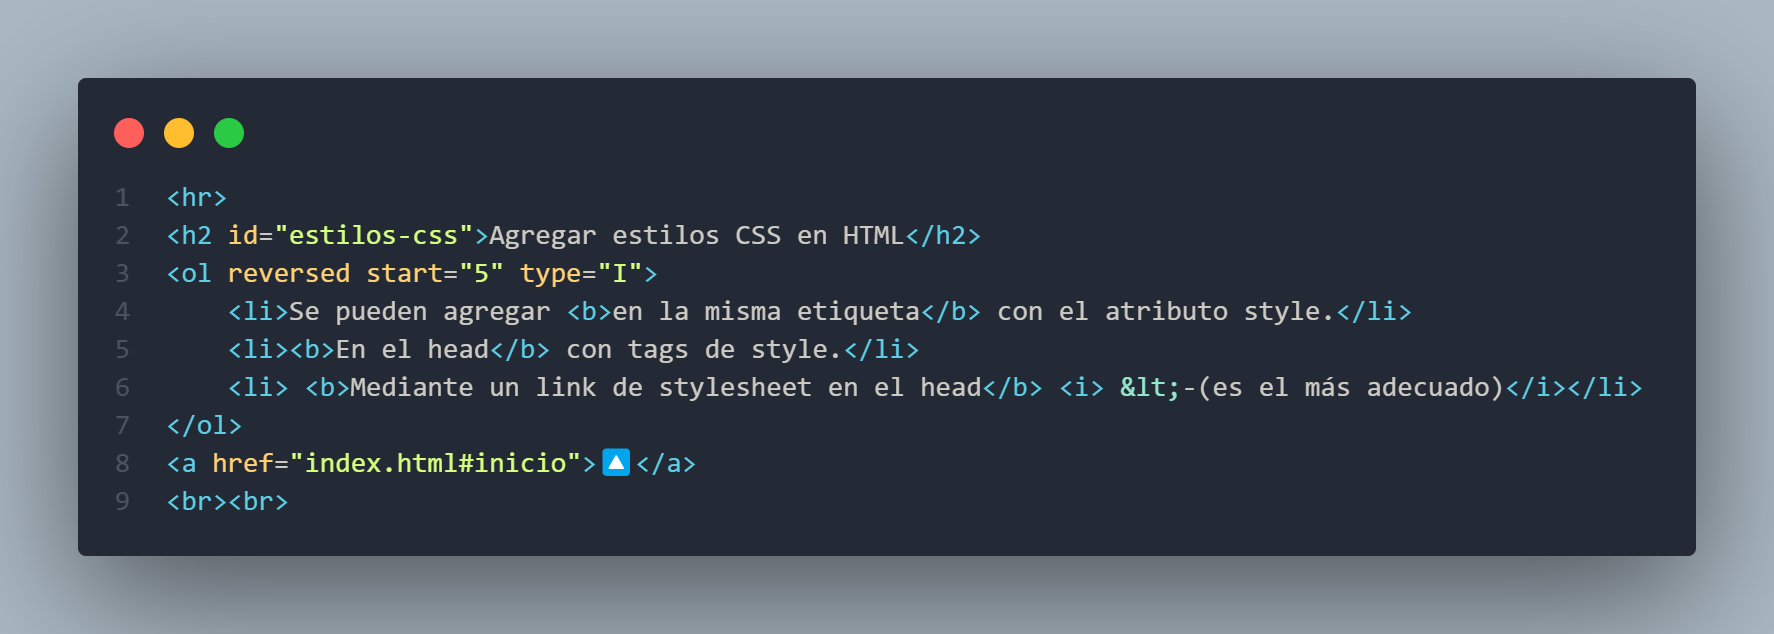 1 <hr>
2 <h2 id="estilos-css">Agregar estilos CSS en HTML</h2>
3 <ol reversed start="5" type="I">
4     <li>Se pueden agregar <b>en la misma etiqueta</b> con el atributo style.</li>
5     <li><b>En el head</b> con tags de style.</li>
6     <li> <b>Mediante un link de stylesheet en el head</b> <i> &lt;-(es el más adecuado)</i></li>
7 </ol>
8 <a href="index.html#inicio">🔼</a>
9 <br><br>